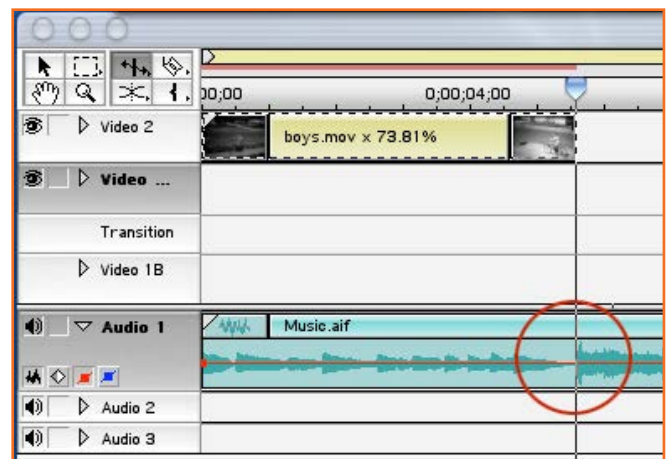 00;00 0;00;04;00
Video 2
boys.mov x 73.81%
Video ...
Transition
Video 1B
Audio 1
Music.aif
Audio 2
Audio 3